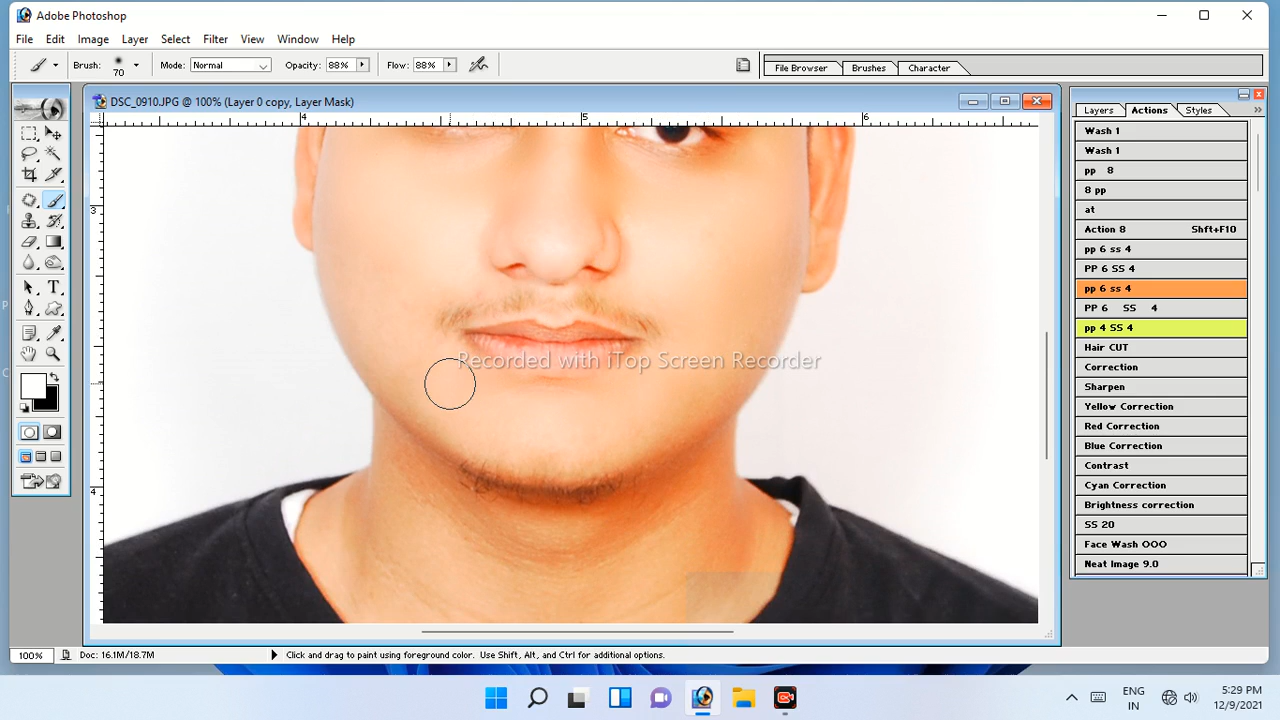 Adobe Photoshop
File Edit Image Layer Select Filter View Window Help
Brush: 70 Mode: Normal Opacity: 88% Flow: 88% File Browser Brushes Character
DSC_0910.JPG @ 100% (Layer 0 copy, Layer Mask)
4 5 6
3
4
Layers Actions Styles
Wash 1
Wash 1
pp 8
8 pp
at
Action 8 Shft+F10
pp 6 ss 4
PP 6 SS 4
pp 6 ss 4
PP 6 SS 4
pp 4 SS 4
Hair CUT
Correction
Sharpen
Yellow Correction
Red Correction
Blue Correction
Contrast
Cyan Correction
Brightness correction
SS 20
Face Wash OOO
Neat Image 9.0
Recorded with iTop Screen Recorder
100% Doc: 16.1M/18.7M Click and drag to paint using foreground color. Use Shift, Alt, and Ctrl for additional options.
ENG
IN
5:29 PM
12/9/2021